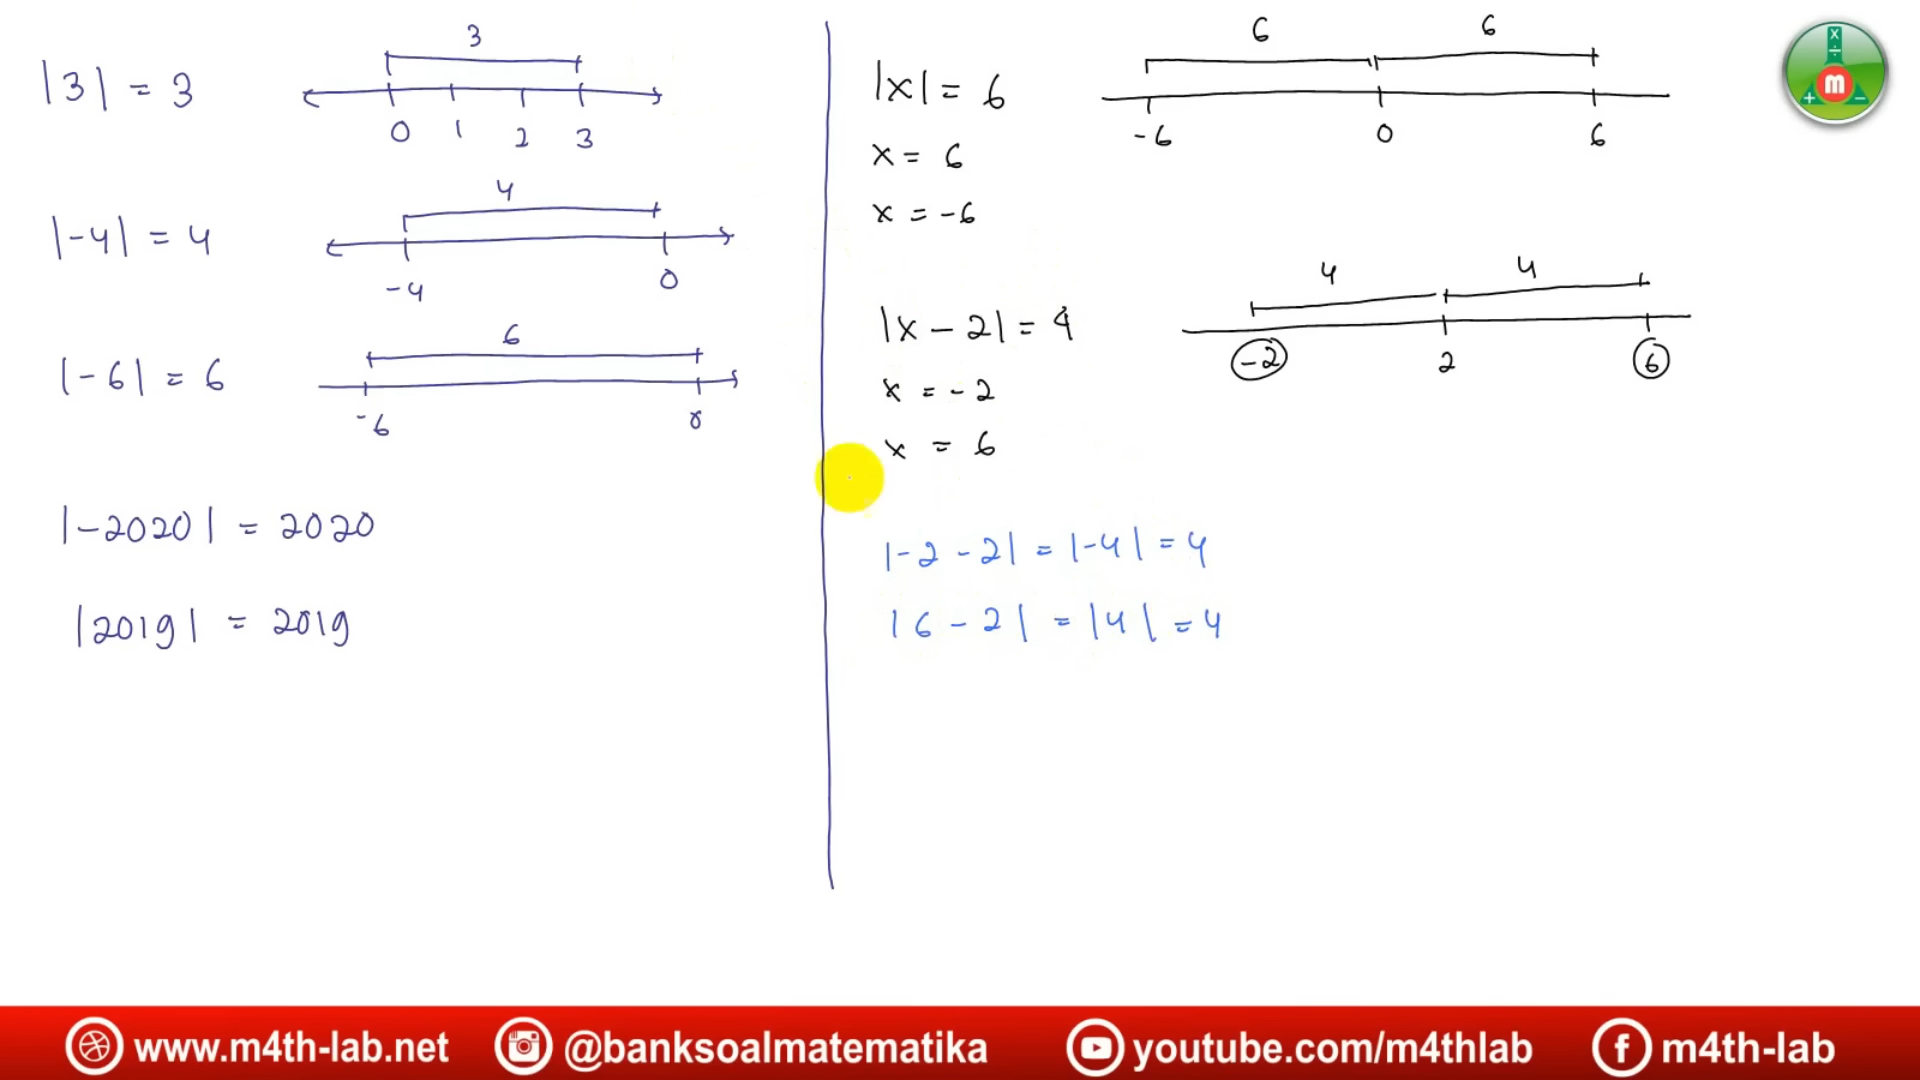 |3| = 3
3
0 1 2 3
|-4| = 4
4
-4 0
|-6| = 6
6
-6 0
|-2020| = 2020
|2019| = 2019
|x| = 6
x = 6
x = -6
6 6
-6 0 6
|x - 2| = 4
x = -2
x = 6
4 4
-2 2 6
|-2 - 2| = |-4| = 4
|6 - 2| = |4| = 4
x ÷ m + -
www.m4th-lab.net @banksoalmatematika youtube.com/m4thlab m4th-lab